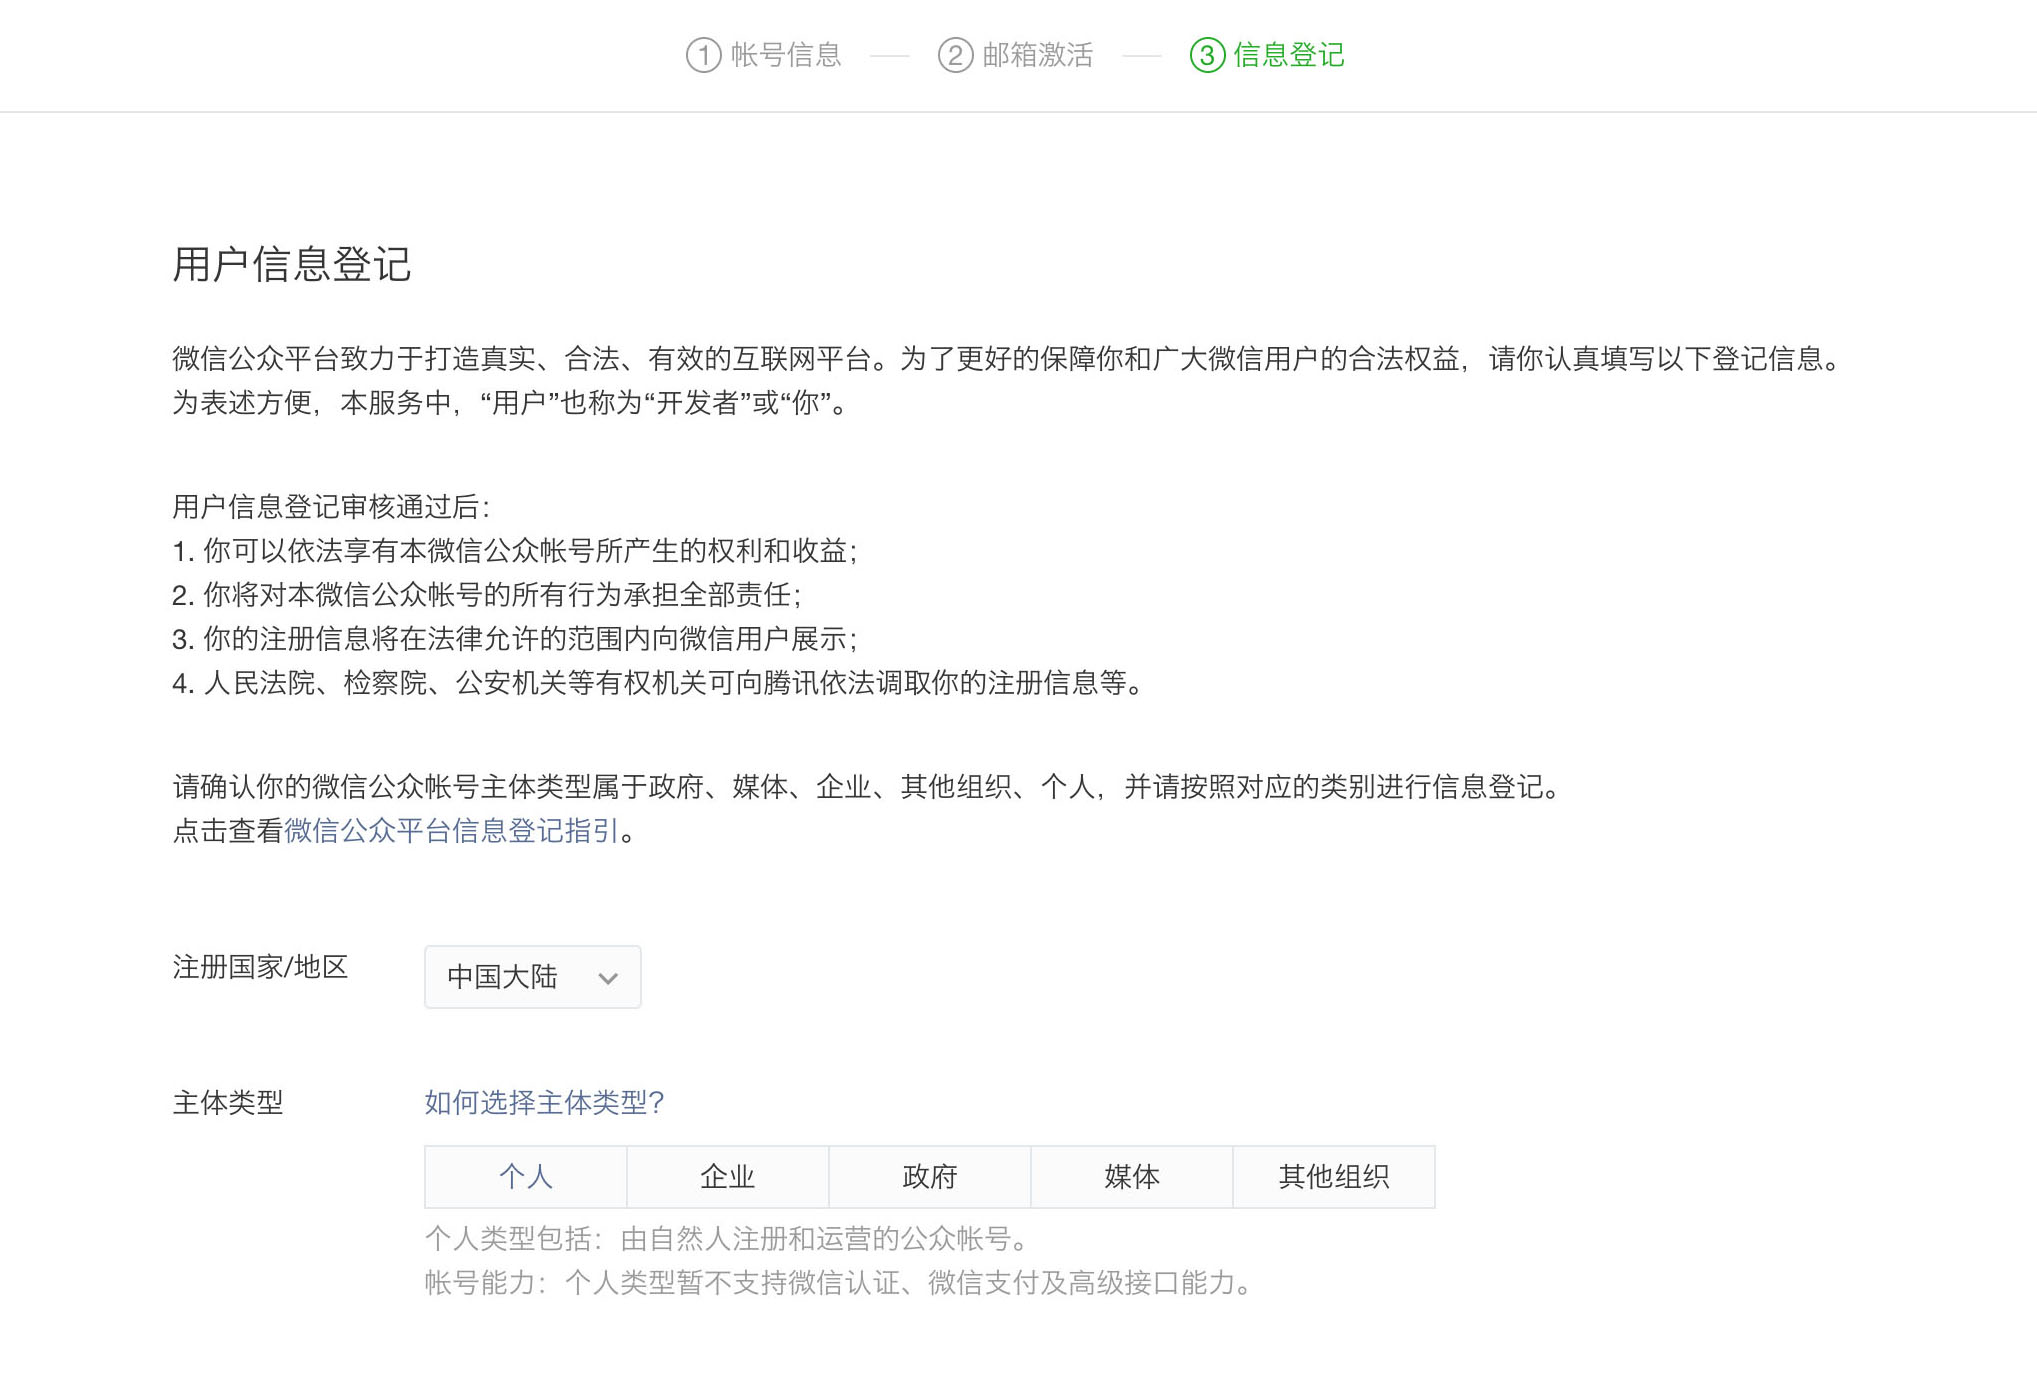 ① 帐号信息 ② 邮箱激活 ③ 信息登记
用户信息登记
微信公众平台致力于打造真实、合法、有效的互联网平台。为了更好的保障你和广大微信用户的合法权益，请你认真填写以下登记信息。
为表述方便，本服务中，“用户”也称为“开发者”或“你”。
用户信息登记审核通过后：
1. 你可以依法享有本微信公众帐号所产生的权利和收益；
2. 你将对本微信公众帐号的所有行为承担全部责任；
3. 你的注册信息将在法律允许的范围内向微信用户展示；
4. 人民法院、检察院、公安机关等有权机关可向腾讯依法调取你的注册信息等。
请确认你的微信公众帐号主体类型属于政府、媒体、企业、其他组织、个人，并请按照对应的类别进行信息登记。
点击查看微信公众平台信息登记指引。
注册国家/地区 中国大陆
主体类型 如何选择主体类型？
个人 企业 政府 媒体 其他组织
个人类型包括：由自然人注册和运营的公众帐号。
帐号能力：个人类型暂不支持微信认证、微信支付及高级接口能力。